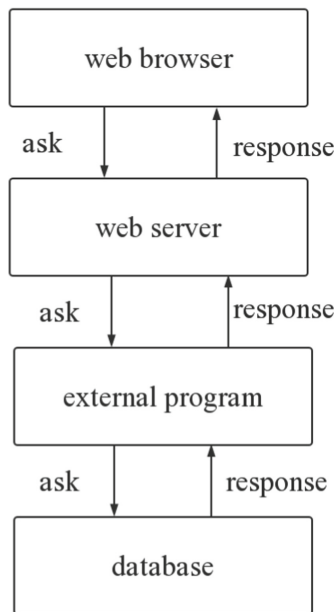 web browser
ask
response
web server
ask
response
external program
ask
response
database